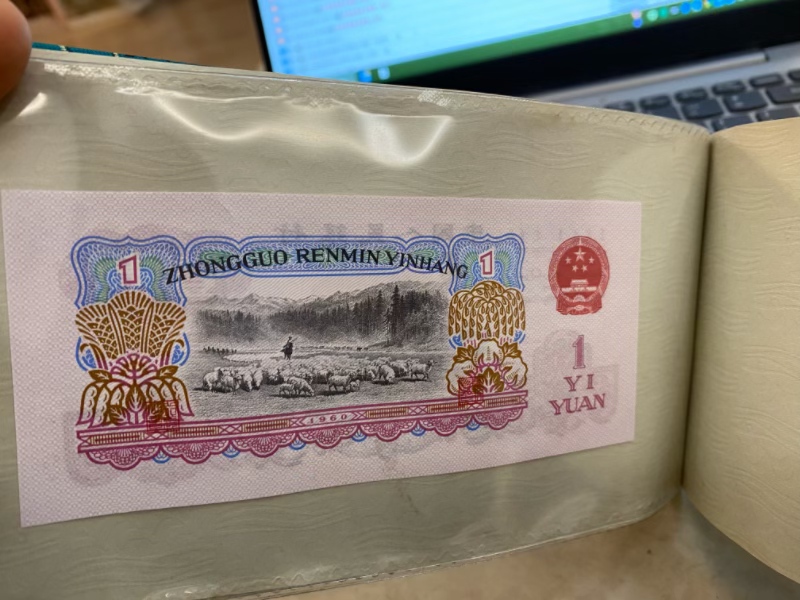 1 1
ZHONGGUO RENMIN YINHANG
1960
1
YI
YUAN